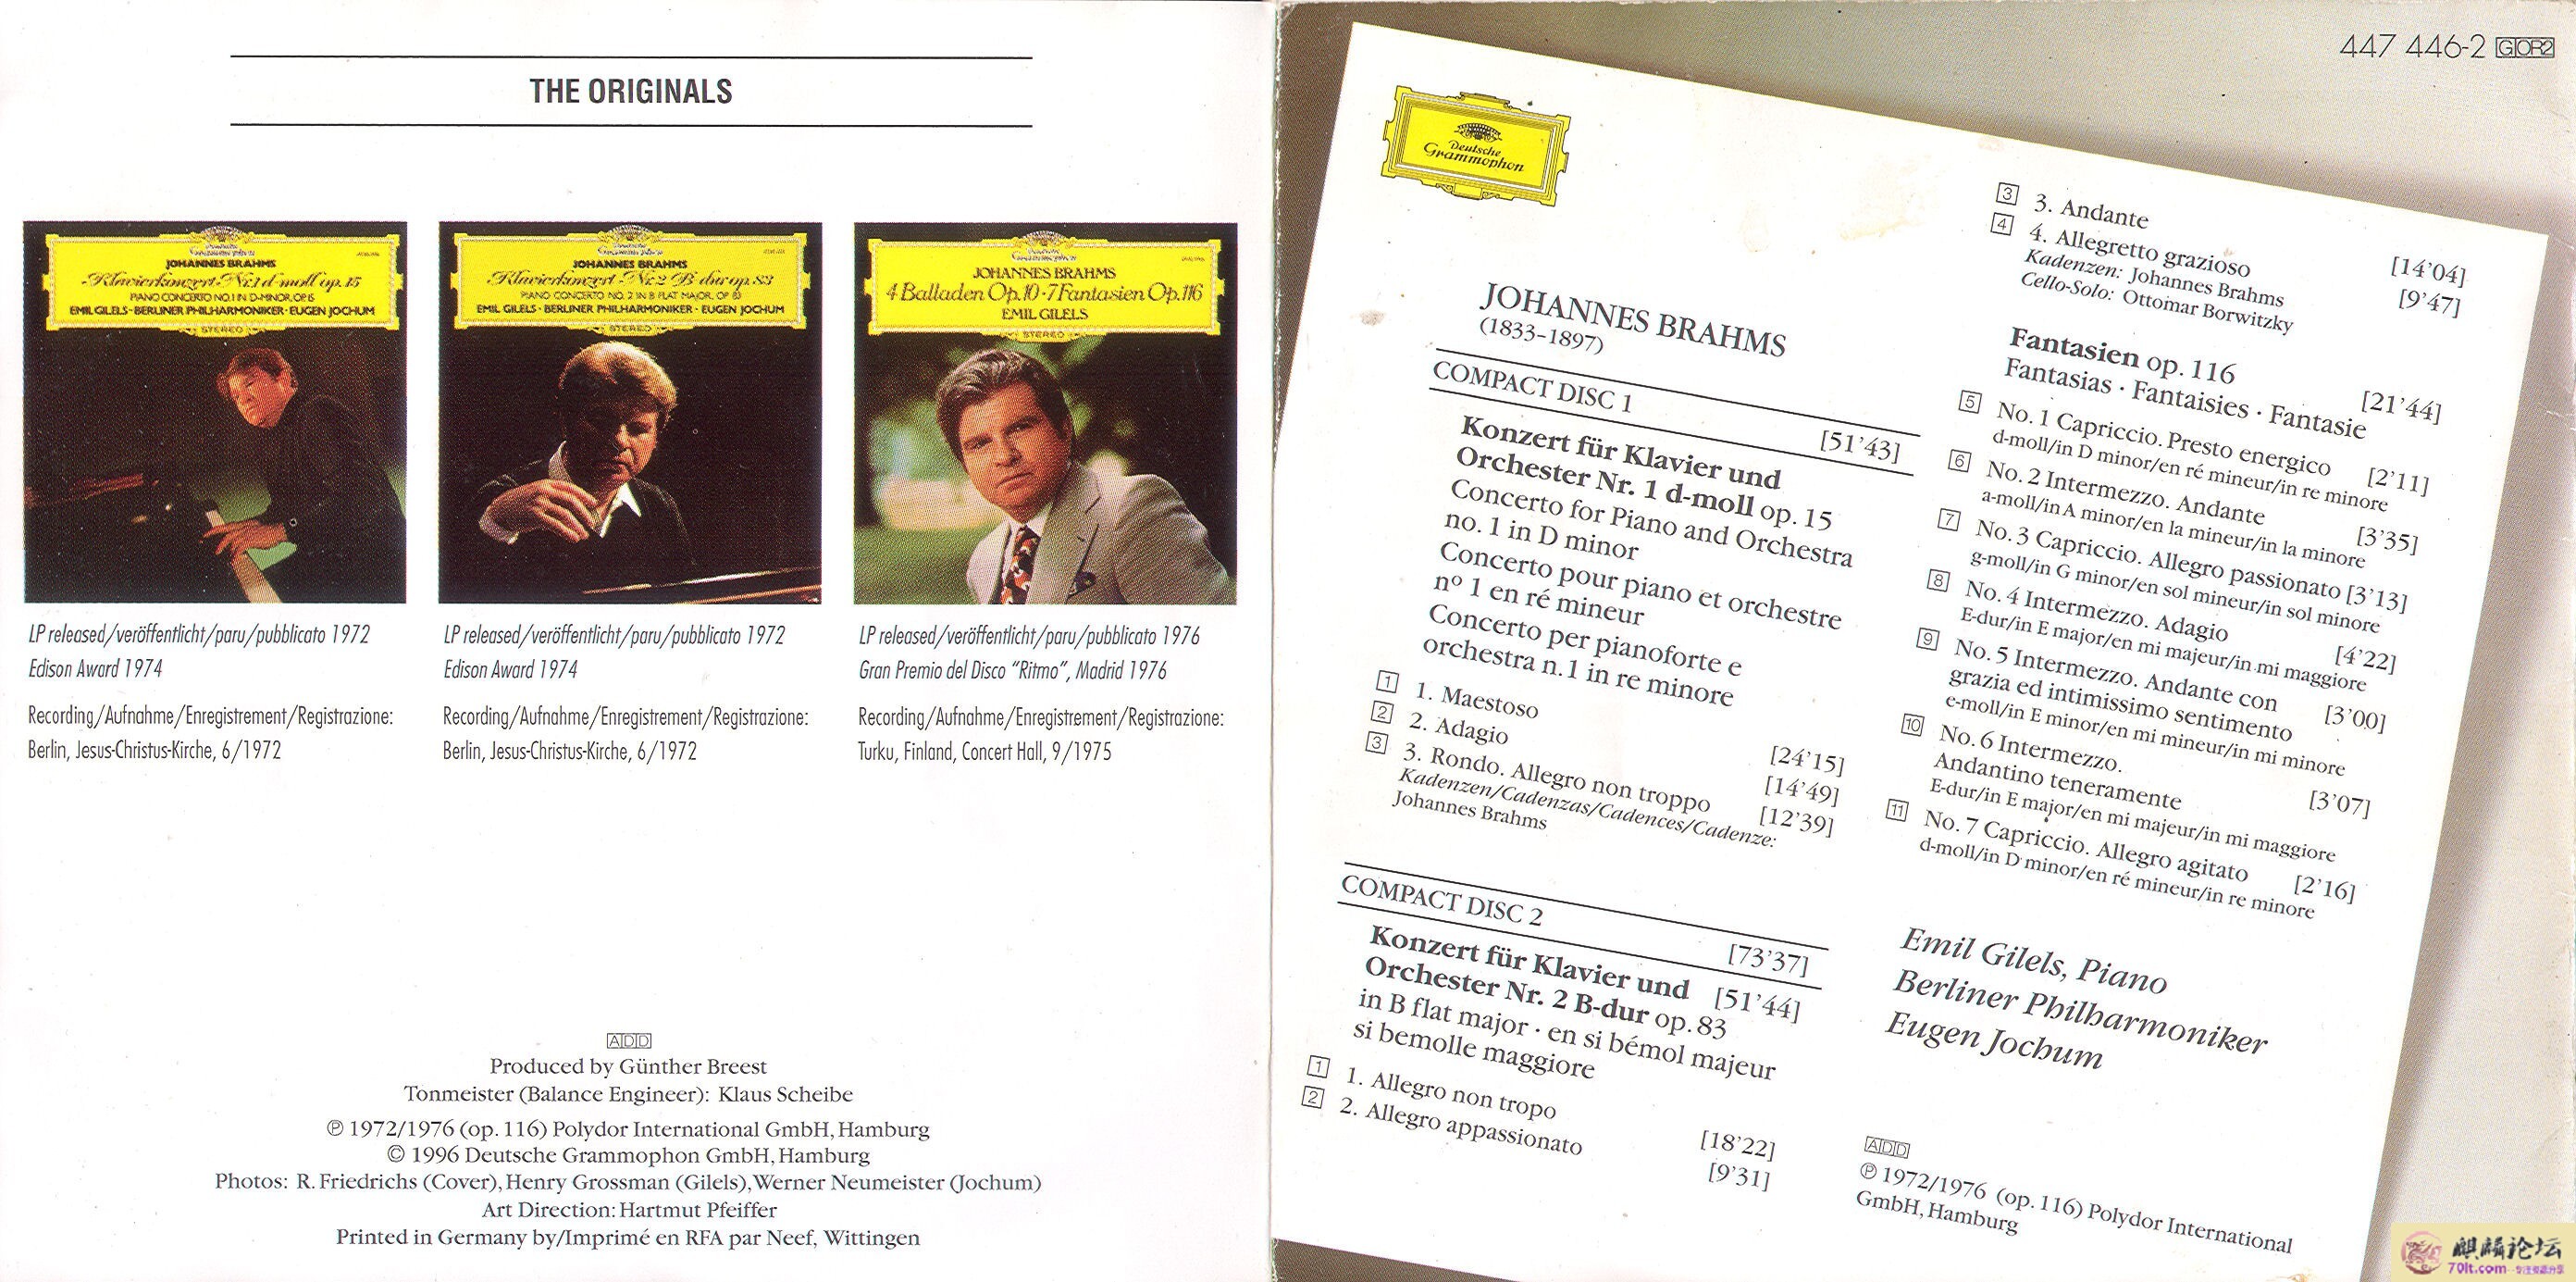 THE ORIGINALS
Deutsche
Grammophon
JOHANNES BRAHMS
Klavierkonzert Nr.1 d-moll op.15
PIANO CONCERTO NO.1 IN D-MINOR, OP.15
EMIL GILELS · BERLINER PHILHARMONIKER · EUGEN JOCHUM
STEREO
Deutsche
Grammophon
JOHANNES BRAHMS
Klavierkonzert Nr.2 B-dur op.83
PIANO CONCERTO NO. 2 IN B FLAT MAJOR, OP 83
EMIL GILELS · BERLINER PHILHARMONIKER · EUGEN JOCHUM
STEREO
Deutsche
Grammophon
JOHANNES BRAHMS
4 Balladen Op.10 · 7 Fantasien Op.116
EMIL GILELS
STEREO
LP released/veröffentlicht/paru/pubblicato 1972
Edison Award 1974
Recording/Aufnahme/Enregistrement/Registrazione:
Berlin, Jesus-Christus-Kirche, 6/1972
LP released/veröffentlicht/paru/pubblicato 1972
Edison Award 1974
Recording/Aufnahme/Enregistrement/Registrazione:
Berlin, Jesus-Christus-Kirche, 6/1972
LP released/veröffentlicht/paru/pubblicato 1976
Gran Premio del Disco “Ritmo”, Madrid 1976
Recording/Aufnahme/Enregistrement/Registrazione:
Turku, Finland, Concert Hall, 9/1975
ADD
Produced by Günther Breest
Tonmeister (Balance Engineer): Klaus Scheibe
℗ 1972/1976 (op. 116) Polydor International GmbH, Hamburg
© 1996 Deutsche Grammophon GmbH, Hamburg
Photos: R. Friedrichs (Cover), Henry Grossman (Gilels), Werner Neumeister (Jochum)
Art Direction: Hartmut Pfeiffer
Printed in Germany by/Imprimé en RFA par Neef, Wittingen
447 446-2 GOR2
Deutsche
Grammophon
JOHANNES BRAHMS
(1833–1897)
COMPACT DISC 1 [51’43]
Konzert für Klavier und
Orchester Nr. 1 d-moll op. 15
Concerto for Piano and Orchestra
no. 1 in D minor
Concerto pour piano et orchestre
nº 1 en ré mineur
Concerto per pianoforte e
orchestra n. 1 in re minore
1 1. Maestoso [24’15]
2 2. Adagio [14’49]
3 3. Rondo. Allegro non troppo [12’39]
Kadenzen/Cadenzas/Cadences/Cadenze:
Johannes Brahms
COMPACT DISC 2 [73’37]
Konzert für Klavier und
Orchester Nr. 2 B-dur op. 83 [51’44]
in B flat major · en si bémol majeur
si bemolle maggiore
1 1. Allegro non tropo [18’22]
2 2. Allegro appassionato [9’31]
3 3. Andante [14’04]
4 4. Allegretto grazioso [9’47]
Kadenzen: Johannes Brahms
Cello-Solo: Ottomar Borwitzky
Fantasien op. 116 [21’44]
Fantasias · Fantaisies · Fantasie
5 No. 1 Capriccio. Presto energico [2’11]
d-moll/in D minor/en ré mineur/in re minore
6 No. 2 Intermezzo. Andante [3’35]
a-moll/in A minor/en la mineur/in la minore
7 No. 3 Capriccio. Allegro passionato [3’13]
g-moll/in G minor/en sol mineur/in sol minore
8 No. 4 Intermezzo. Adagio [4’22]
E-dur/in E major/en mi majeur/in mi maggiore
9 No. 5 Intermezzo. Andante con
grazia ed intimissimo sentimento [3’00]
e-moll/in E minor/en mi mineur/in mi minore
10 No. 6 Intermezzo.
Andantino teneramente [3’07]
E-dur/in E major/en mi majeur/in mi maggiore
11 No. 7 Capriccio. Allegro agitato [2’16]
d-moll/in D minor/en ré mineur/in re minore
Emil Gilels, Piano
Berliner Philharmoniker
Eugen Jochum
ADD
℗ 1972/1976 (op. 116) Polydor International
GmbH, Hamburg
麒麟论坛
70lt.com